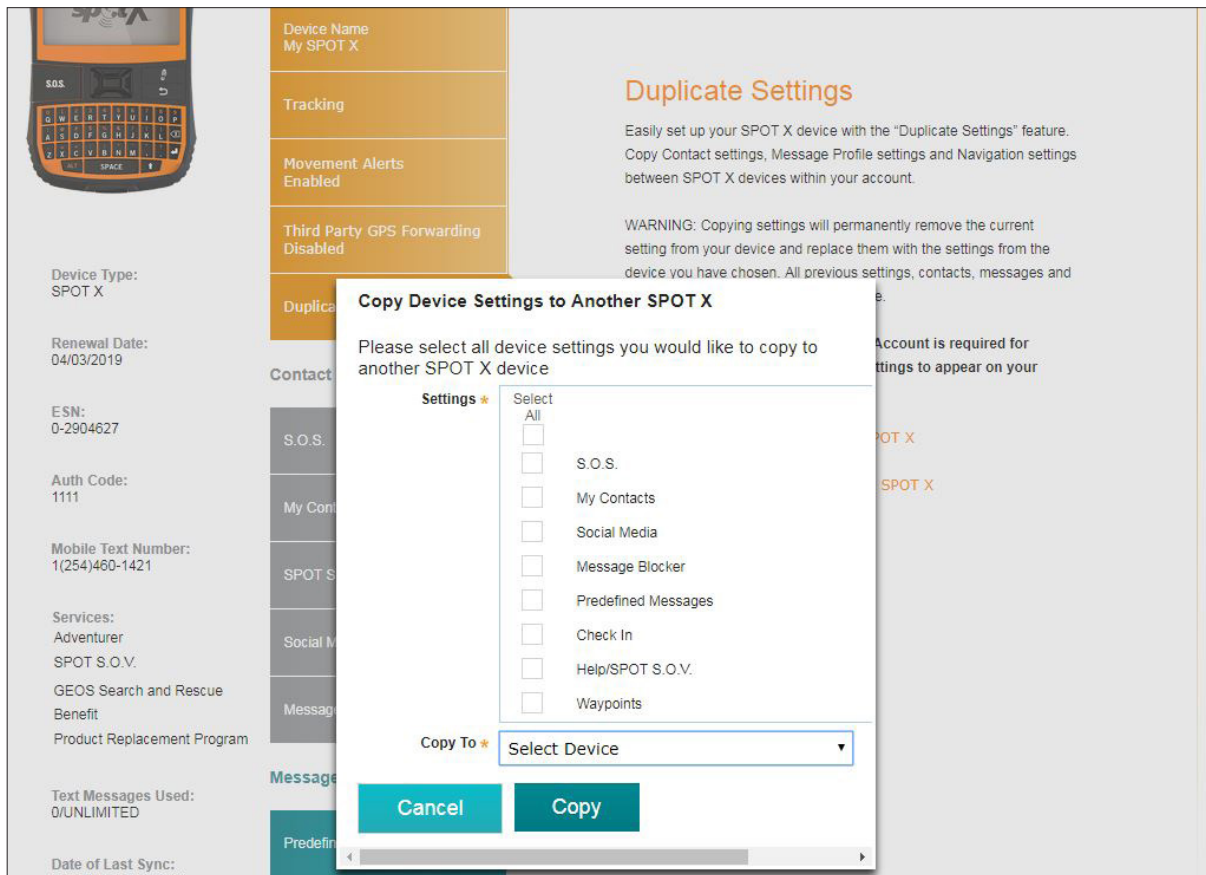 spotX
S.O.S.
Q W E R T Y U I O P
A S D F G H J K L
Z X C V B N M
ALT SPACE
Device Type:
SPOT X
Renewal Date:
04/03/2019
ESN:
0-2904627
Auth Code:
1111
Mobile Text Number:
1(254)460-1421
Services:
Adventurer
SPOT S.O.V.
GEOS Search and Rescue
Benefit
Product Replacement Program
Text Messages Used:
0/UNLIMITED
Date of Last Sync:
Device Name
My SPOT X
Tracking
Movement Alerts
Enabled
Third Party GPS Forwarding
Disabled
Duplica
Contact
S.O.S.
My Cont
SPOT S
Social M
Message
Message
Predefin
Duplicate Settings
Easily set up your SPOT X device with the “Duplicate Settings” feature.
Copy Contact settings, Message Profile settings and Navigation settings
between SPOT X devices within your account.
WARNING: Copying settings will permanently remove the current
setting from your device and replace them with the settings from the
device you have chosen. All previous settings, contacts, messages and
e.
Account is required for
ttings to appear on your
POT X
SPOT X
Copy Device Settings to Another SPOT X
Please select all device settings you would like to copy to
another SPOT X device
Settings *
Select
All
S.O.S.
My Contacts
Social Media
Message Blocker
Predefined Messages
Check In
Help/SPOT S.O.V.
Waypoints
Copy To * Select Device
Cancel Copy